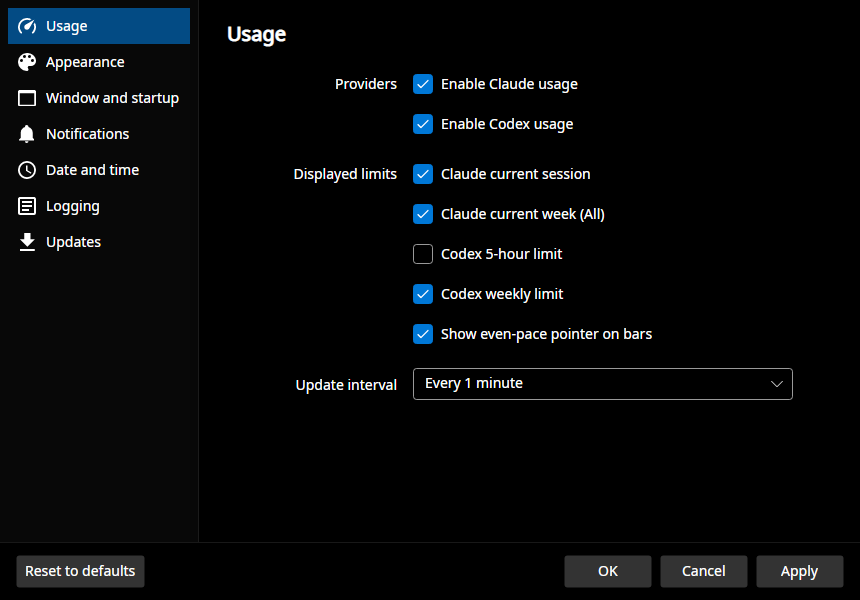 Usage
Appearance
Window and startup
Notifications
Date and time
Logging
Updates
Usage
Providers
Enable Claude usage
Enable Codex usage
Displayed limits
Claude current session
Claude current week (All)
Codex 5-hour limit
Codex weekly limit
Show even-pace pointer on bars
Update interval
Every 1 minute
Reset to defaults
OK
Cancel
Apply